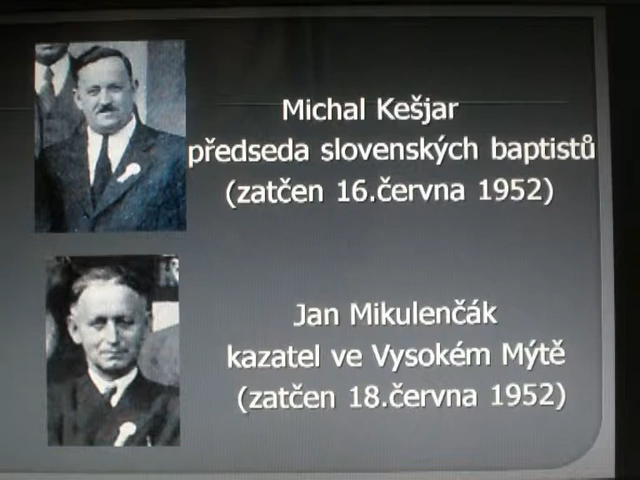 Michal Kešjar
předseda slovenských baptistů
(zatčen 16.června 1952)
Jan Mikulenčák
kazatel ve Vysokém Mýtě
(zatčen 18.června 1952)